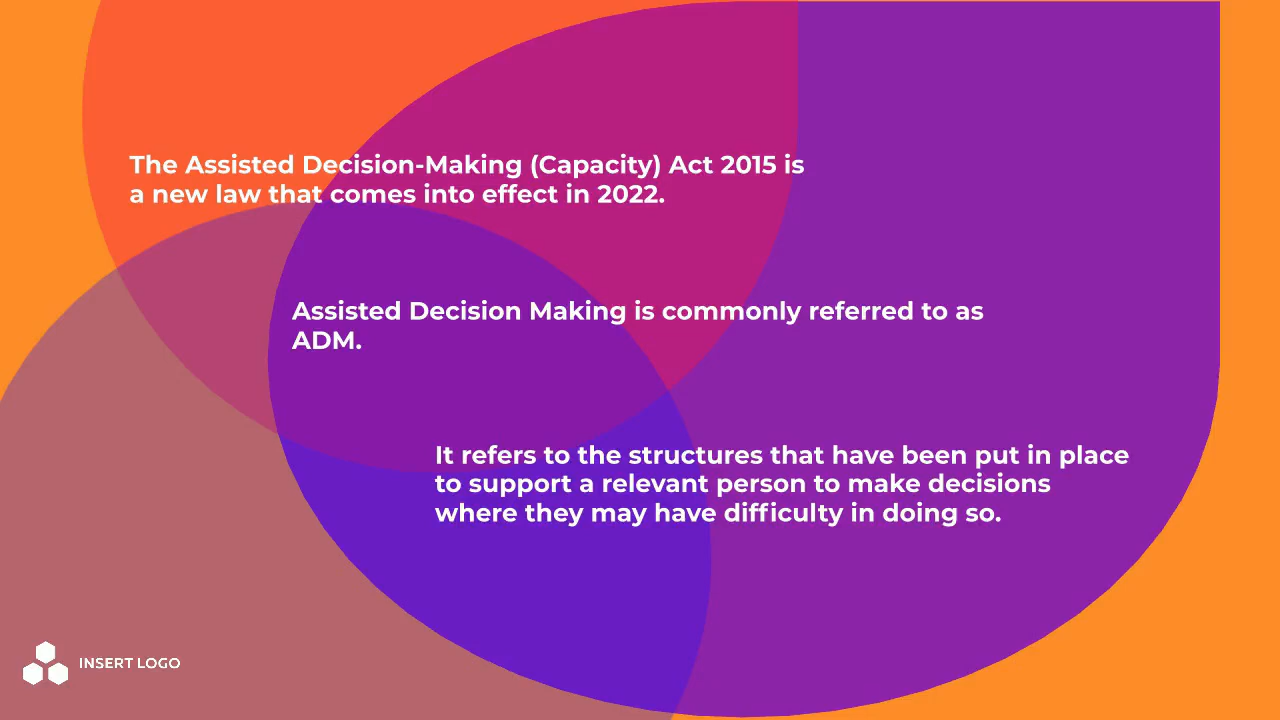 The Assisted Decision-Making (Capacity) Act 2015 is
a new law that comes into effect in 2022.
Assisted Decision Making is commonly referred to as
ADM.
It refers to the structures that have been put in place
to support a relevant person to make decisions
where they may have difficulty in doing so.
INSERT LOGO